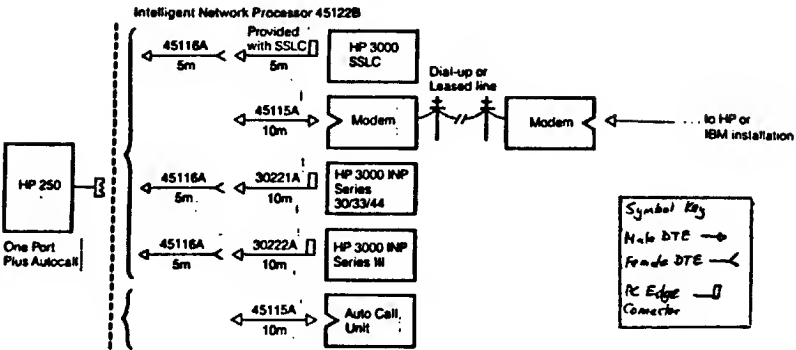 Intelligent Network Processor 45122B
45116A
5m
Provided
with SSLC
5m
HP 3000
SSLC
Dial-up or
Leased line
45115A
10m
Modem
Modem
to HP or
IBM installation
HP 250
One Port
Plus Autocall
45116A
5m
30221A
10m
HP 3000 INP
Series
30/33/44
45116A
5m
30222A
10m
HP 3000 INP
Series III
45115A
10m
Auto Call
Unit
Symbol Key
Male DTE
Female DTE
PC Edge
Connector